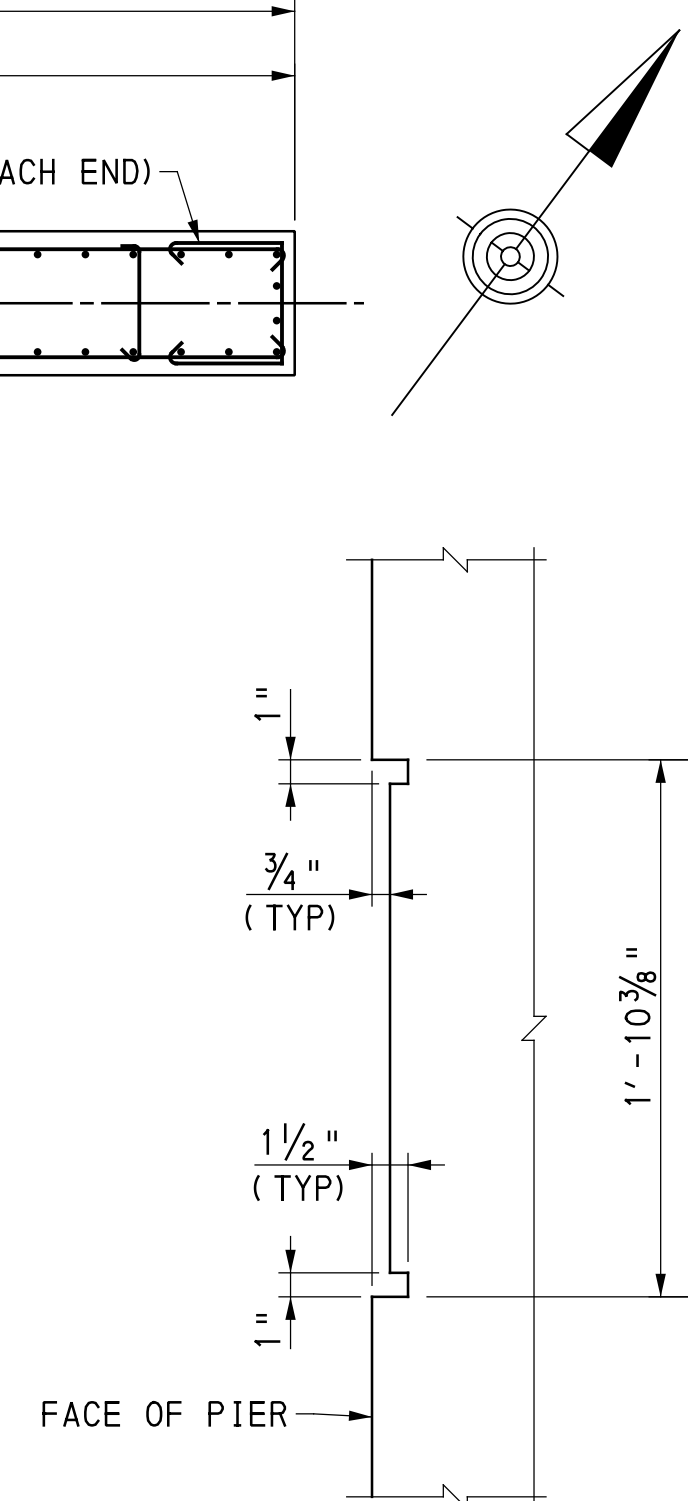 ACH END)
1"
3/4"
(TYP)
1'-10 3/8"
1 1/2"
(TYP)
1"
FACE OF PIER